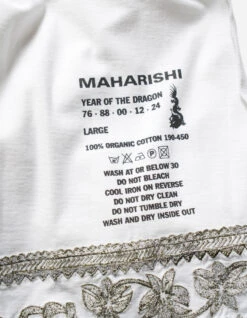 MAHARISHI
YEAR OF THE DRAGON
76 - 88 - 00 - 12 - 24
LARGE
100% ORGANIC COTTON 190-450
WASH AT OR BELOW 30
DO NOT BLEACH
COOL IRON ON REVERSE
DO NOT DRY CLEAN
DO NOT TUMBLE DRY
WASH AND DRY INSIDE OUT